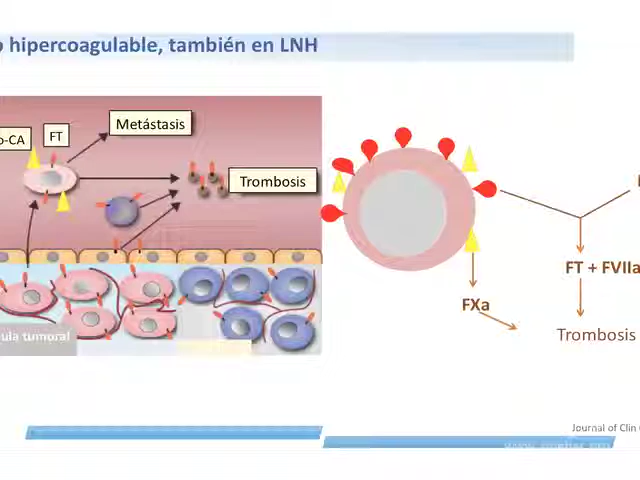 hipercoagulable, también en LNH
o-CA
FT
Metástasis
Trombosis
FT + FVIIa
FXa
ula tumoral
Trombosis
Journal of Clin